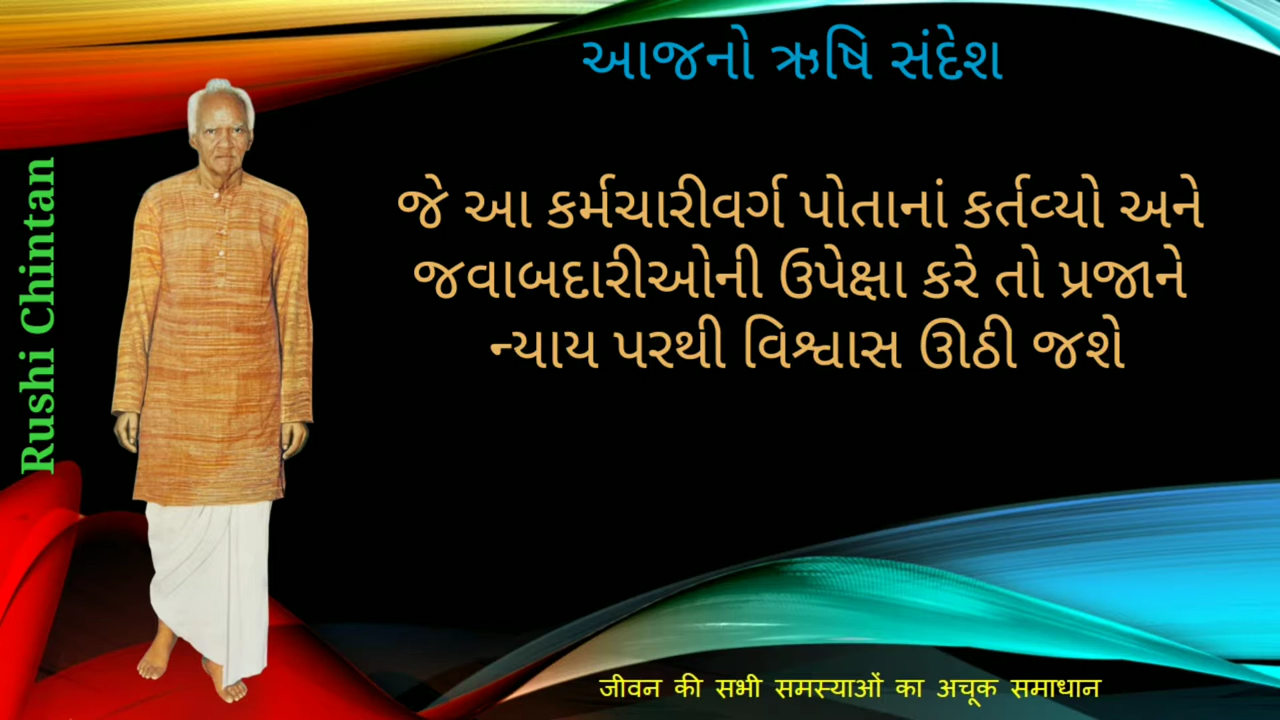 આજનો ઋષિ સંદેશ
Rushi Chintan
જે આ કર્મચારીવર્ગ પોતાનાં કર્તવ્યો અને
જવાબદારીઓની ઉપેક્ષા કરે તો પ્રજાને
ન્યાય પરથી વિશ્વાસ ઊઠી જશે
जीवन की सभी समस्याओं का अचूक समाधान